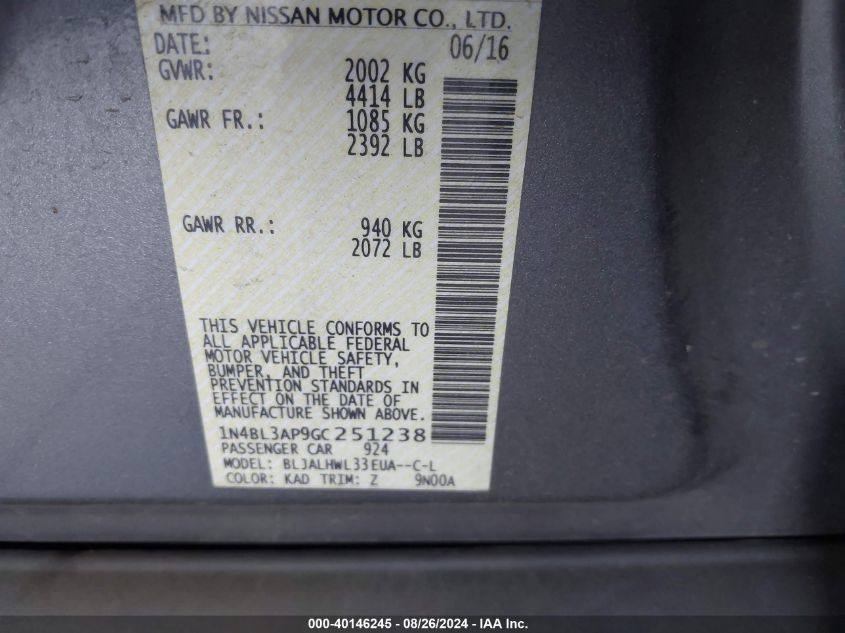 MFD BY NISSAN MOTOR CO., LTD.
DATE: 06/16
GVWR: 2002 KG
4414 LB
GAWR FR.: 1085 KG
2392 LB
GAWR RR.: 940 KG
2072 LB
THIS VEHICLE CONFORMS TO
ALL APPLICABLE FEDERAL
MOTOR VEHICLE SAFETY,
BUMPER, AND THEFT
PREVENTION STANDARDS IN
EFFECT ON THE DATE OF
MANUFACTURE SHOWN ABOVE.
1N4BL3AP9GC251238
PASSENGER CAR 924
MODEL: BLJALHWL33EUA--C-L
COLOR: KAD TRIM: Z 9N00A
000-40146245 - 08/26/2024 - IAA Inc.